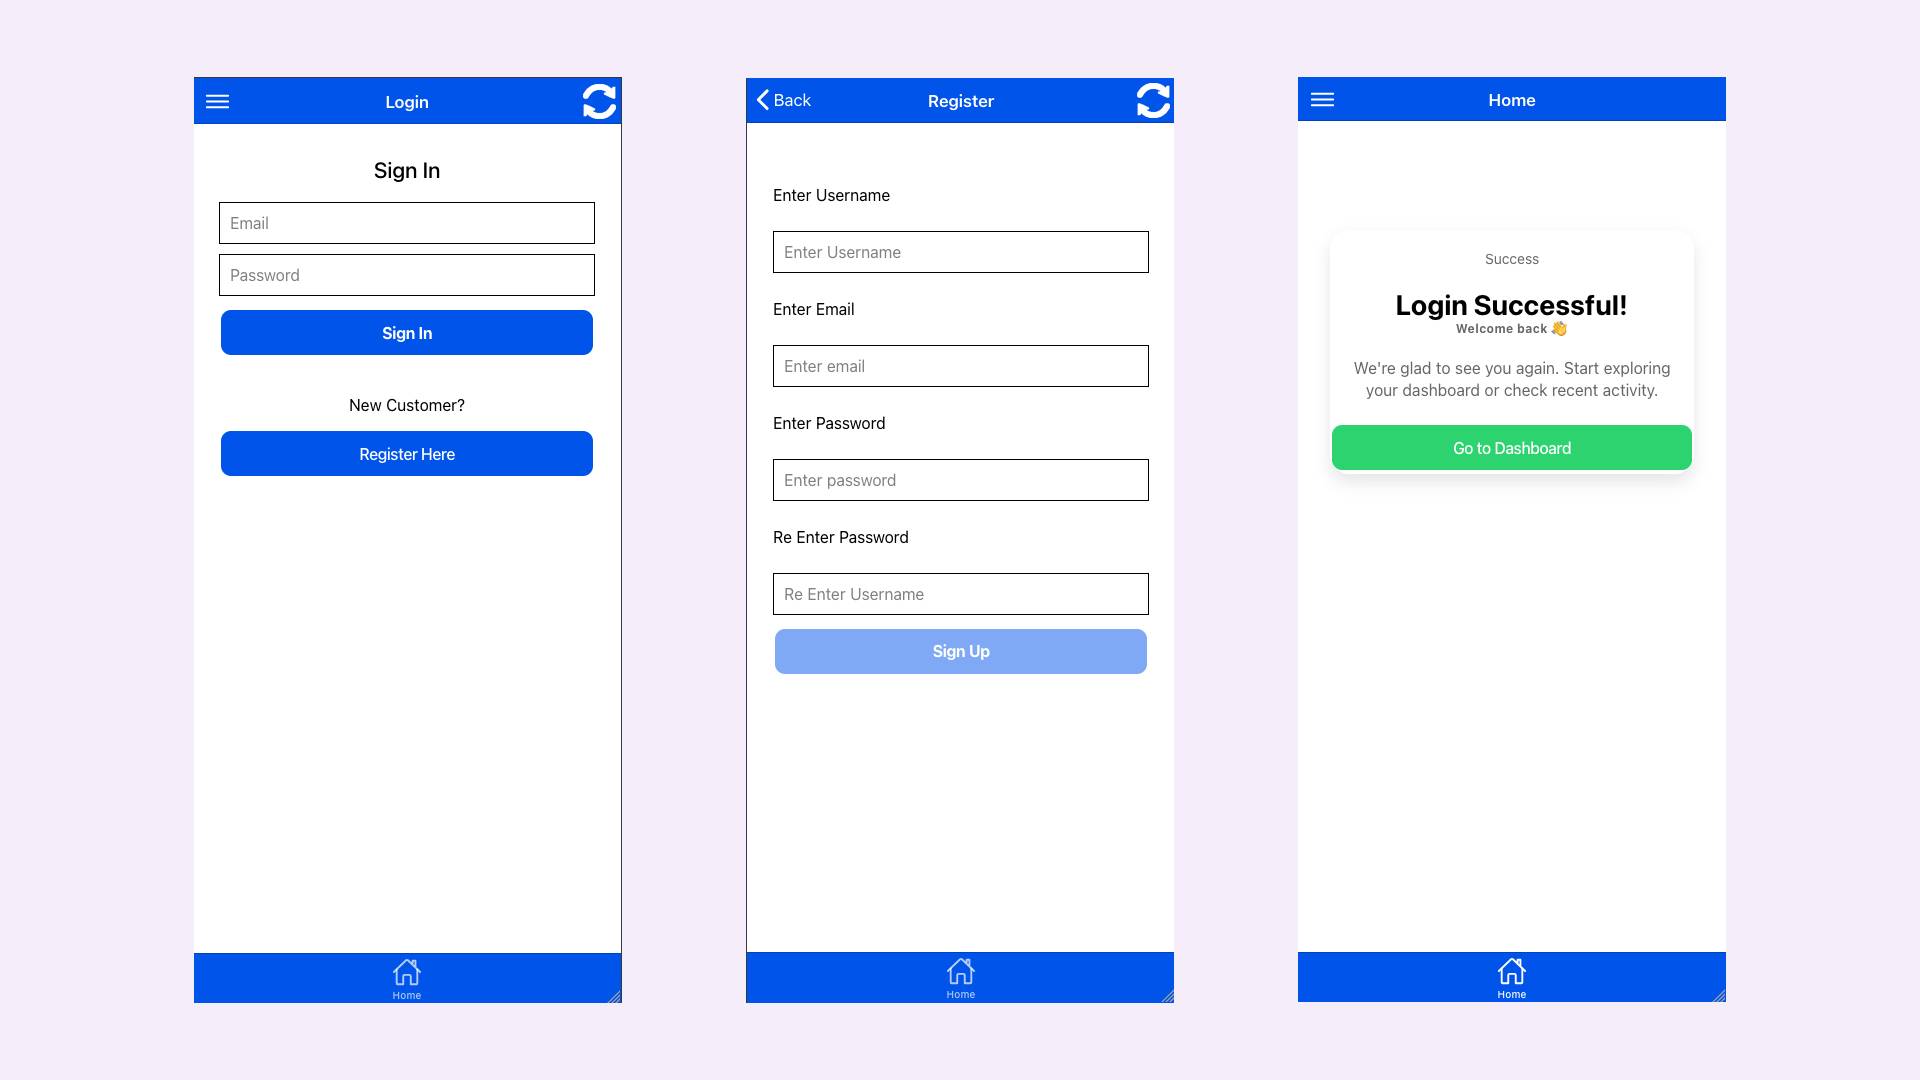 Login
Sign In
Email
Password
Sign In
New Customer?
Register Here
Home
Back
Register
Enter Username
Enter Username
Enter Email
Enter email
Enter Password
Enter password
Re Enter Password
Re Enter Username
Sign Up
Home
Home
Success
Login Successful!
Welcome back 👏
We're glad to see you again. Start exploring
your dashboard or check recent activity.
Go to Dashboard
Home